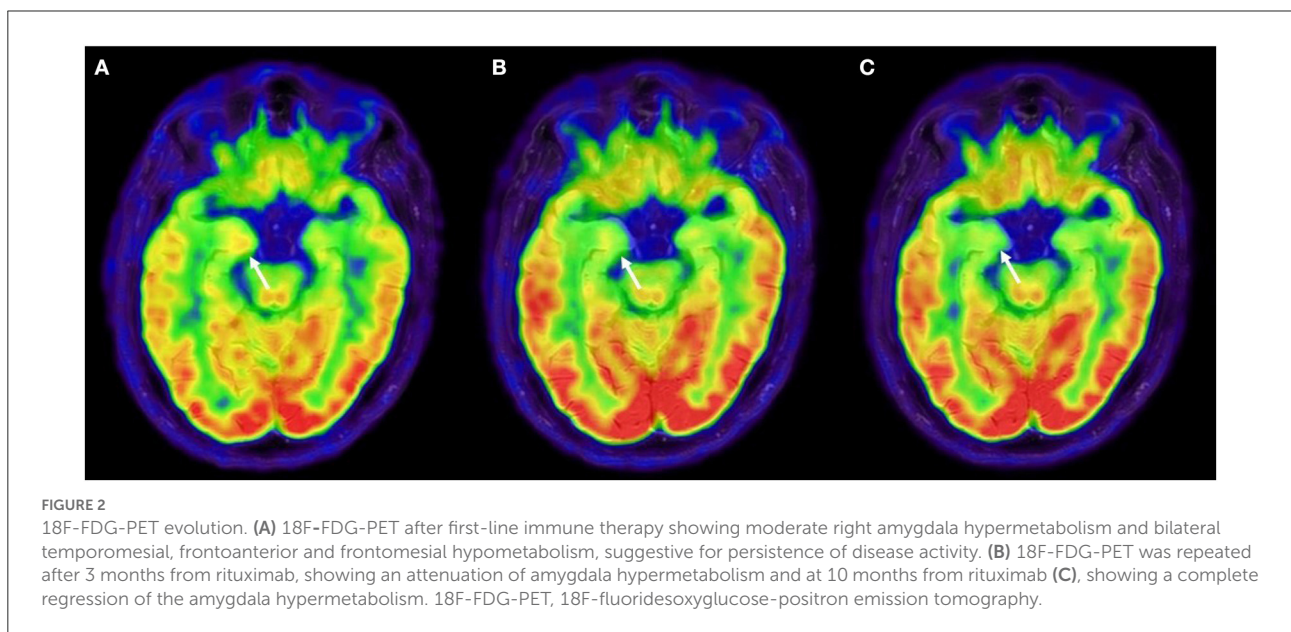 A
B
C
FIGURE 2
18F-FDG-PET evolution. (A) 18F-FDG-PET after first-line immune therapy showing moderate right amygdala hypermetabolism and bilateral
temporomesial, frontoanterior and frontomesial hypometabolism, suggestive for persistence of disease activity. (B) 18F-FDG-PET was repeated
after 3 months from rituximab, showing an attenuation of amygdala hypermetabolism and at 10 months from rituximab (C), showing a complete
regression of the amygdala hypermetabolism. 18F-FDG-PET, 18F-fluoridesoxyglucose-positron emission tomography.